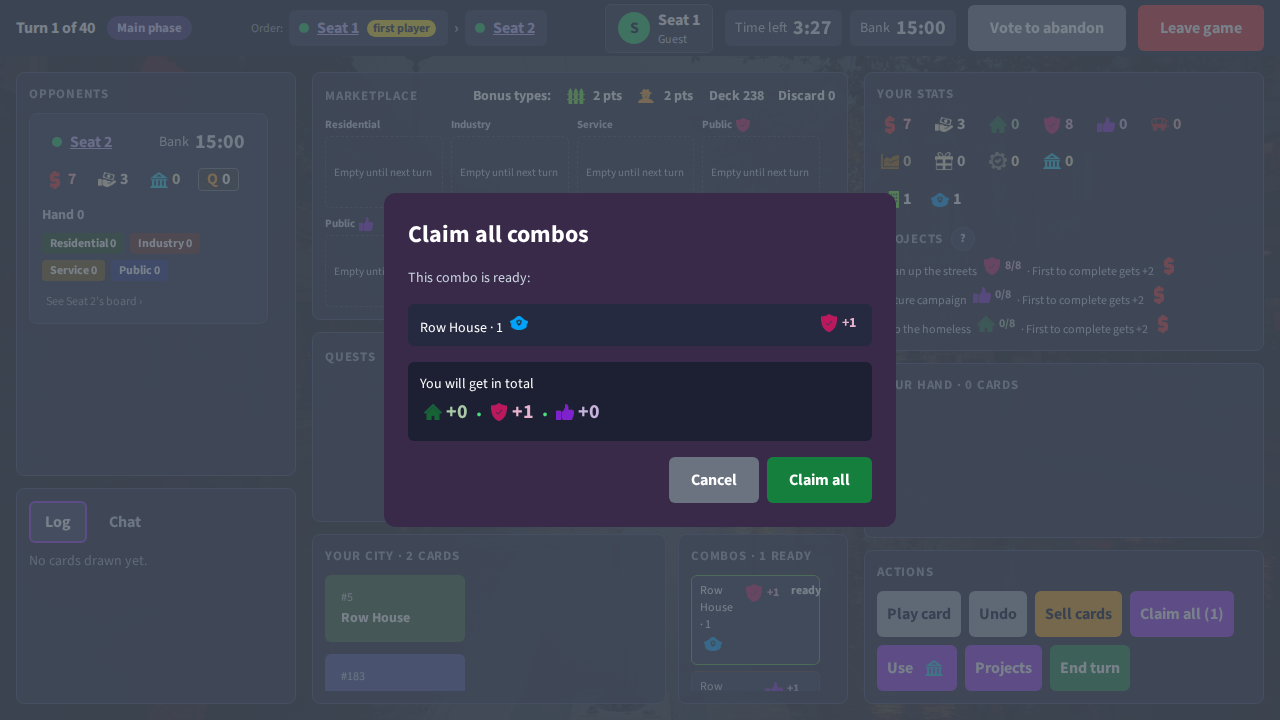 Turn 1 of 40
Main phase
Order:
Seat 1
first player
›
Seat 2
S
Seat 1
Guest
Time left 3:27
Bank 15:00
Vote to abandon
Leave game
OPPONENTS
Seat 2
Bank 15:00
7
3
0
Q 0
Hand 0
Residential 0
Industry 0
Service 0
Public 0
See Seat 2's board ›
Log
Chat
No cards drawn yet.
MARKETPLACE
Bonus types:
2 pts
2 pts
Deck 238
Discard 0
Residential
Industry
Service
Public
Empty until next turn
Empty until next turn
Empty until next turn
Empty until next turn
Public
QUESTS
Claim all combos
This combo is ready:
Row House · 1
+1
You will get in total
+0 · +1 · +0
Cancel
Claim all
YOUR CITY · 2 CARDS
#5
Row House
#183
COMBOS · 1 READY
Row House · 1
+1
ready
Row
+1
YOUR STATS
7
3
0
8
0
0
0
0
0
0
1
1
?
8/8 · First to complete gets +2
0/8 · First to complete gets +2
0/8 · First to complete gets +2
HAND · 0 CARDS
ACTIONS
Play card
Undo
Sell cards
Claim all (1)
Use
Projects
End turn